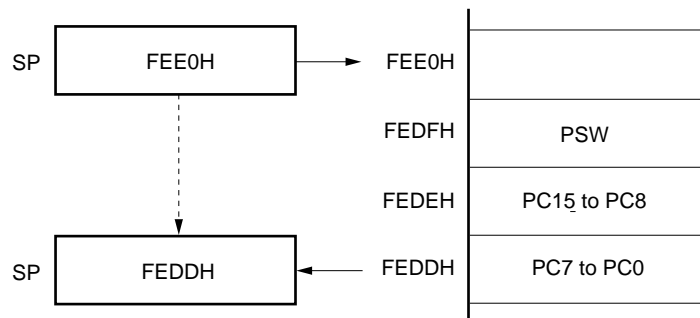 SP FEE0H FEE0H
FEDFH PSW
FEDEH PC15 to PC8
SP FEDDH FEDDH PC7 to PC0